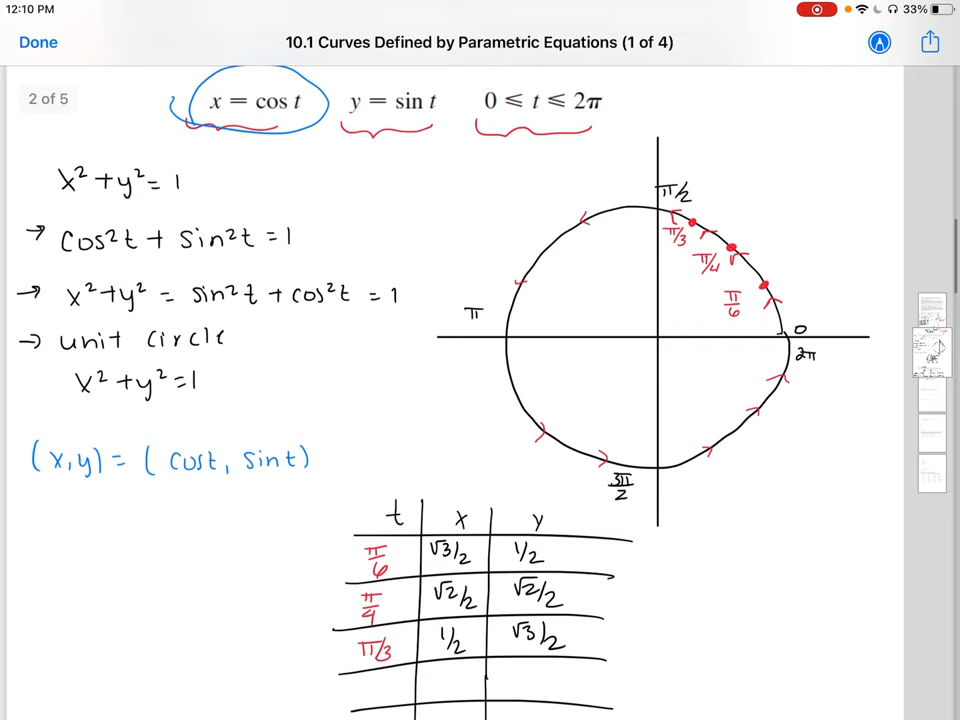 12:10 PM
33%
Done
10.1 Curves Defined by Parametric Equations (1 of 4)
2 of 5
x = cos t y = sin t 0 ⩽ t ⩽ 2π
x² + y² = 1
→ cos²t + sin²t = 1
→ x² + y² = sin²t + cos²t = 1
→ unit circle
x² + y² = 1
(x,y) = ( cost, sint)
π/2
π/3
π/4
π/6
π
0
2π
3π/2
t x y
π/6 √3/2 1/2
π/4 √2/2 √2/2
π/3 1/2 √3/2